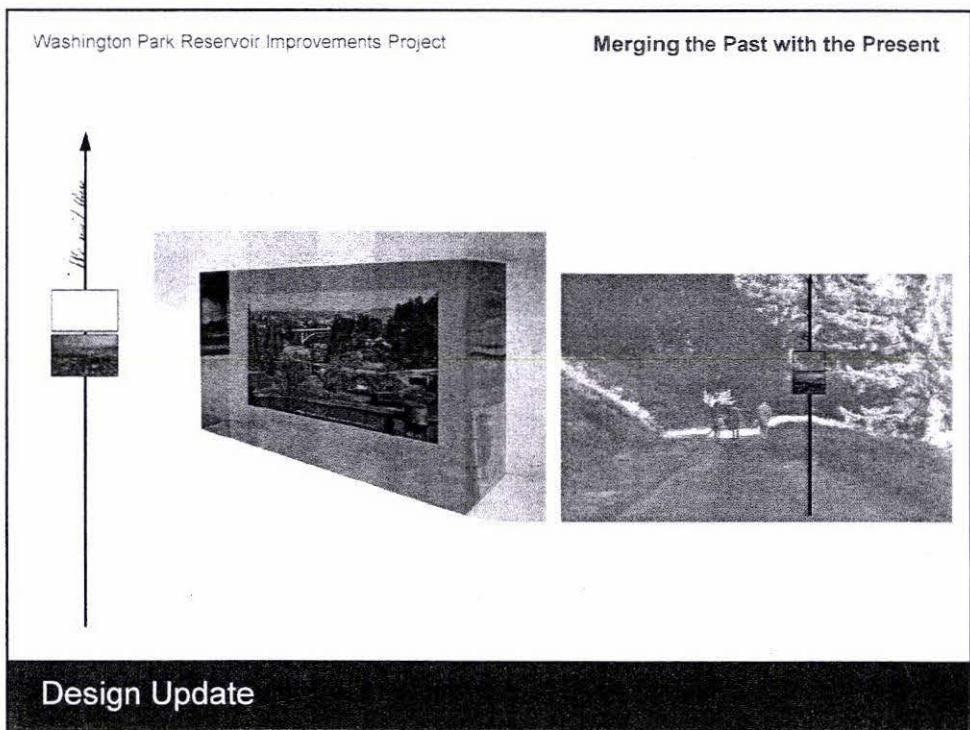 Washington Park Reservoir Improvements Project
Merging the Past with the Present
Design Update